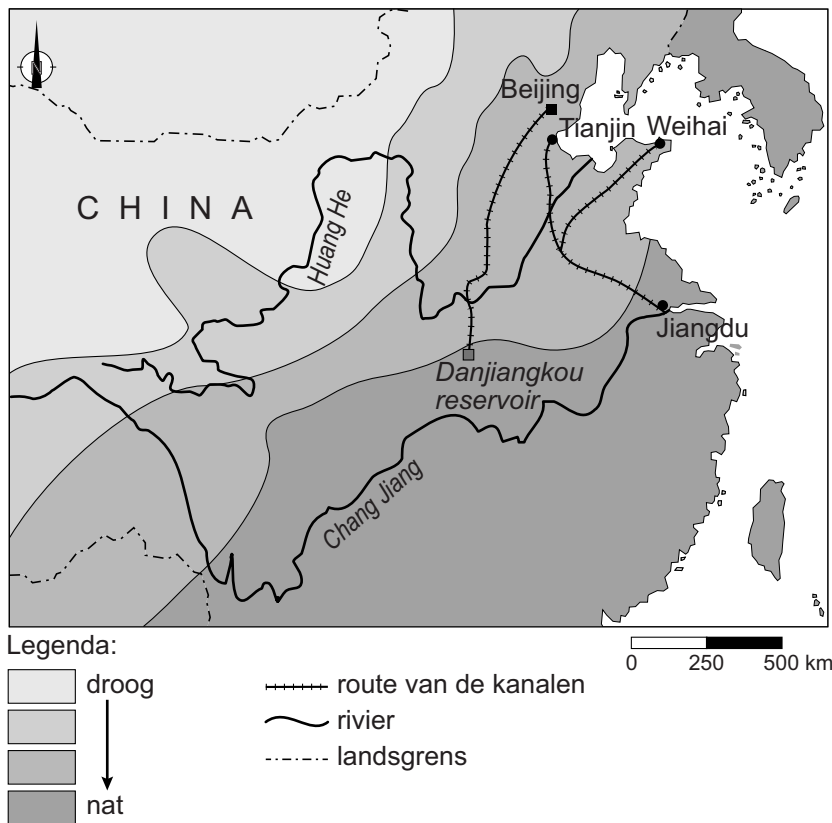 N
Beijing
Tianjin Weihai
CHINA
Huang He
Jiangdu
Danjiangkou
reservoir
Chang Jiang
Legenda:
droog
nat
route van de kanalen
rivier
landsgrens
0 250 500 km